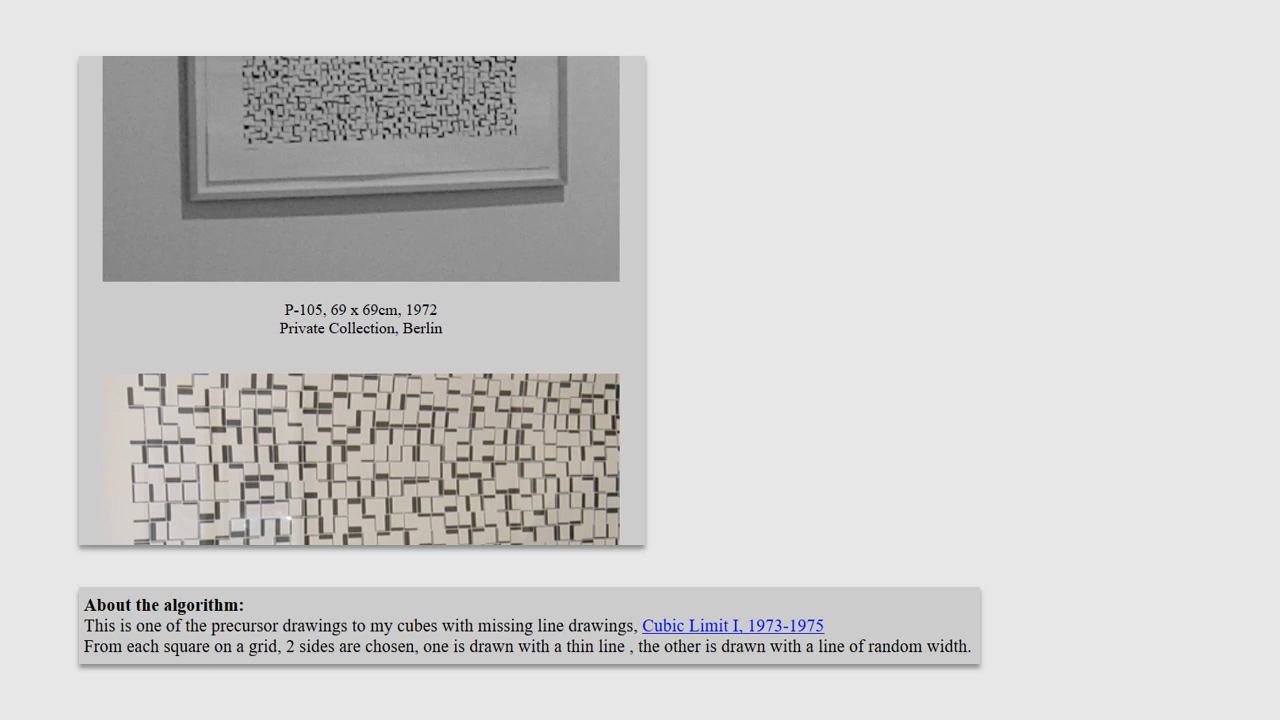 P-105, 69 x 69cm, 1972
Private Collection, Berlin
About the algorithm:
This is one of the precursor drawings to my cubes with missing line drawings, Cubic Limit I, 1973-1975
From each square on a grid, 2 sides are chosen, one is drawn with a thin line , the other is drawn with a line of random width.